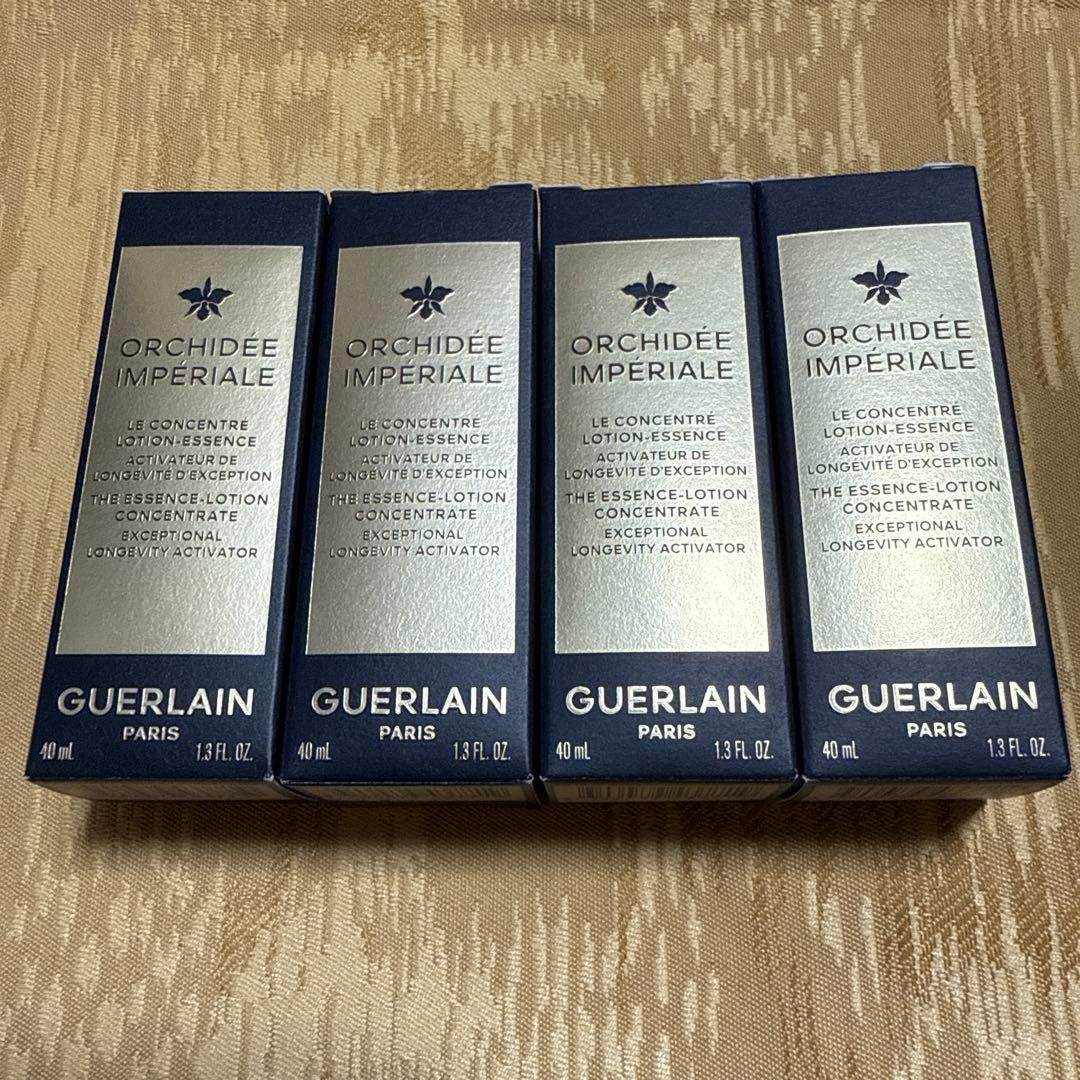 ORCHIDÉE
IMPÉRIALE
LE CONCENTRÉ
LOTION-ESSENCE
ACTIVATEUR DE
LONGÉVITÉ D'EXCEPTION
THE ESSENCE-LOTION
CONCENTRATE
EXCEPTIONAL
LONGEVITY ACTIVATOR
GUERLAIN
PARIS
40 mL 1.3 FL. OZ.
ORCHIDÉE
IMPÉRIALE
LE CONCENTRÉ
LOTION-ESSENCE
ACTIVATEUR DE
LONGÉVITÉ D'EXCEPTION
THE ESSENCE-LOTION
CONCENTRATE
EXCEPTIONAL
LONGEVITY ACTIVATOR
GUERLAIN
PARIS
40 mL 1.3 FL. OZ.
ORCHIDÉE
IMPÉRIALE
LE CONCENTRÉ
LOTION-ESSENCE
ACTIVATEUR DE
LONGÉVITÉ D'EXCEPTION
THE ESSENCE-LOTION
CONCENTRATE
EXCEPTIONAL
LONGEVITY ACTIVATOR
GUERLAIN
PARIS
40 mL 1.3 FL. OZ.
ORCHIDÉE
IMPÉRIALE
LE CONCENTRÉ
LOTION-ESSENCE
ACTIVATEUR DE
LONGÉVITÉ D'EXCEPTION
THE ESSENCE-LOTION
CONCENTRATE
EXCEPTIONAL
LONGEVITY ACTIVATOR
GUERLAIN
PARIS
40 mL 1.3 FL. OZ.